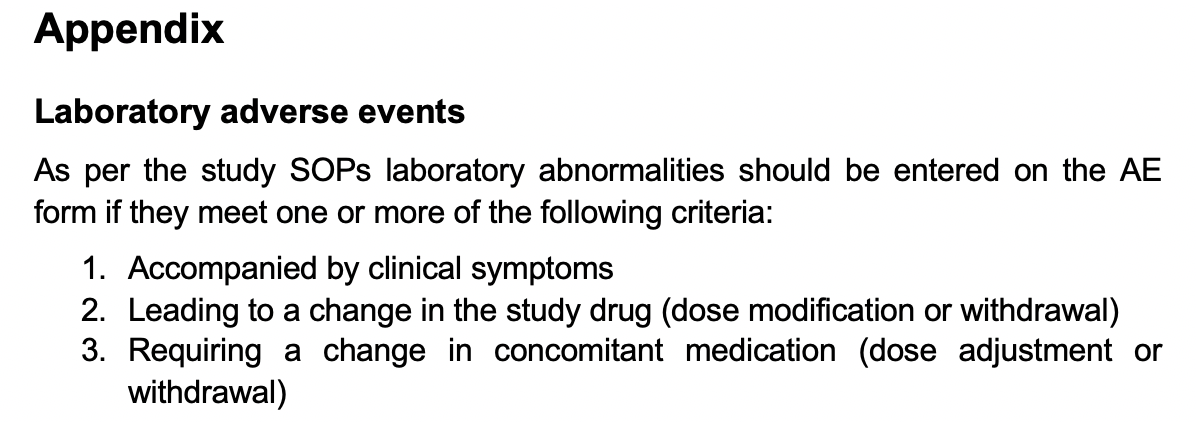 Appendix
Laboratory adverse events
As per the study SOPs laboratory abnormalities should be entered on the AE
form if they meet one or more of the following criteria:
1. Accompanied by clinical symptoms
2. Leading to a change in the study drug (dose modification or withdrawal)
3. Requiring a change in concomitant medication (dose adjustment or
withdrawal)